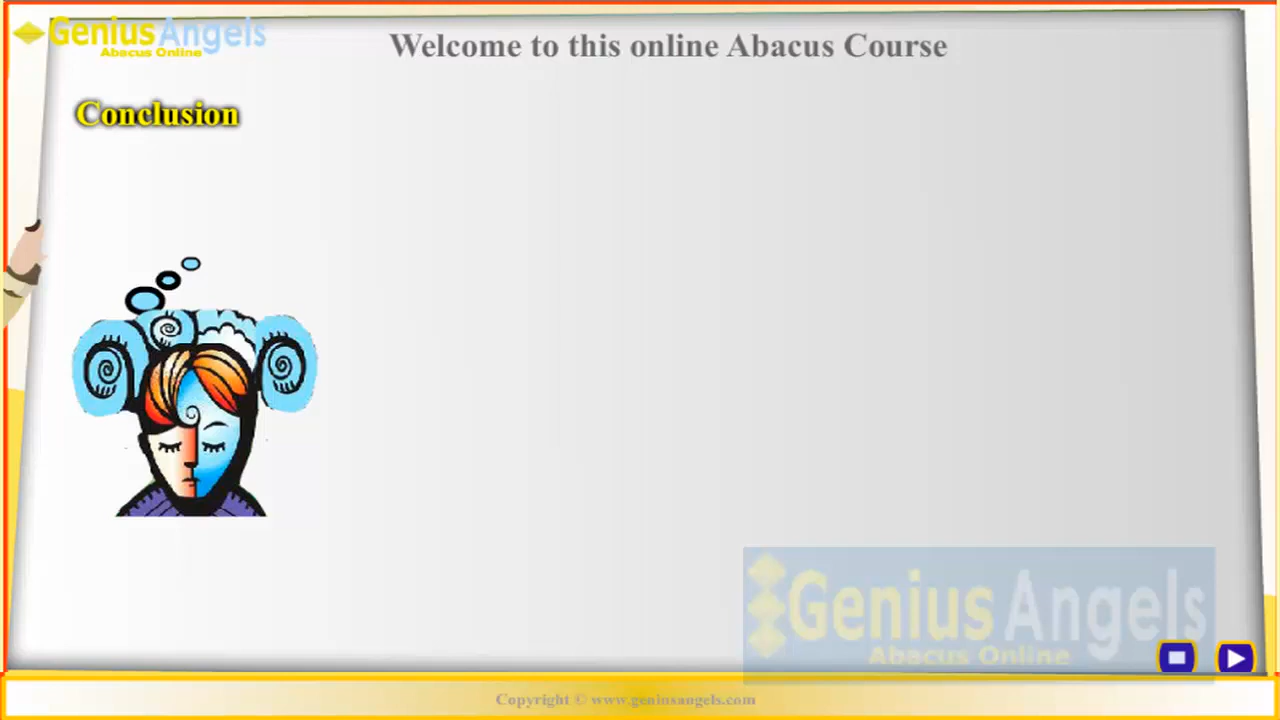 Genius Angels
Abacus Online
Welcome to this online Abacus Course
Conclusion
Genius Angels
Abacus Online
Copyright © www.geniusangels.com